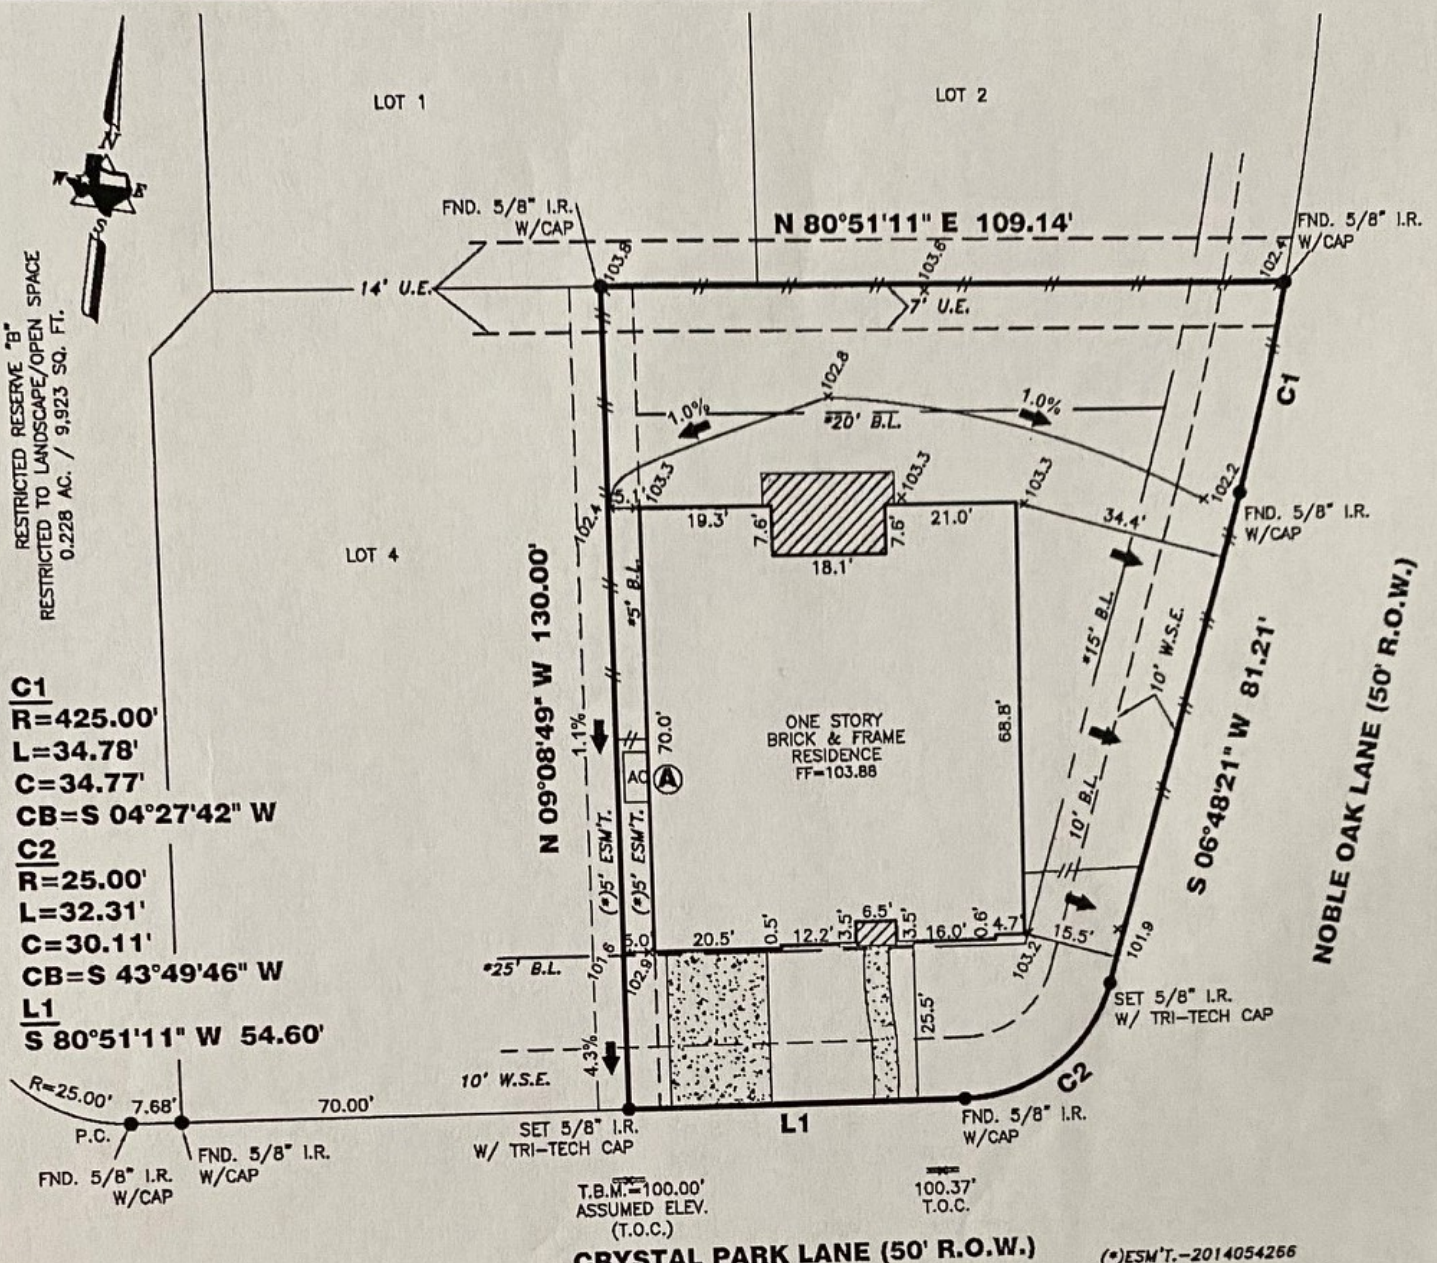 LOT 1
LOT 2
N
W
E
S
FND. 5/8" I.R.
W/CAP
N 80°51'11" E 109.14'
FND. 5/8" I.R.
W/CAP
103.8
103.6
102.4
14' U.E.
7' U.E.
RESTRICTED RESERVE "B"
RESTRICTED TO LANDSCAPE/OPEN SPACE
0.228 AC. / 9,923 SQ. FT.
C1
102.8
1.0%
1.0%
*20' B.L.
5.1'
103.3
103.3
103.3
102.2
102.4
19.3'
7.6'
18.1'
7.6'
21.0'
34.4'
FND. 5/8" I.R.
W/CAP
LOT 4
N 09°08'49" W 130.00'
*5' B.L.
*15' B.L.
10' W.S.E.
S 06°48'21" W 81.21'
NOBLE OAK LANE (50' R.O.W.)
C1
R=425.00'
L=34.78'
C=34.77'
CB=S 04°27'42" W
C2
R=25.00'
L=32.31'
C=30.11'
CB=S 43°49'46" W
L1
S 80°51'11" W 54.60'
1.1%
70.0'
AC
A
ONE STORY
BRICK & FRAME
RESIDENCE
FF=103.88
68.8'
10' B.L.
(*)5' ESM'T.
(*)5' ESM'T.
5.0'
20.5'
0.5'
12.2'
3.5'
6.5'
3.5'
16.0'
0.6'
4.7'
15.5'
101.9
103.2
*25' B.L.
101.6
102.9
25.5'
SET 5/8" I.R.
W/ TRI-TECH CAP
4.3%
10' W.S.E.
C2
R=25.00'
7.68'
70.00'
P.C.
FND. 5/8" I.R.
W/CAP
FND. 5/8" I.R.
W/CAP
SET 5/8" I.R.
W/ TRI-TECH CAP
L1
FND. 5/8" I.R.
W/CAP
T.B.M.=100.00'
ASSUMED ELEV.
(T.O.C.)
100.37'
T.O.C.
CRYSTAL PARK LANE (50' R.O.W.)
(*)ESM'T.-2014054266